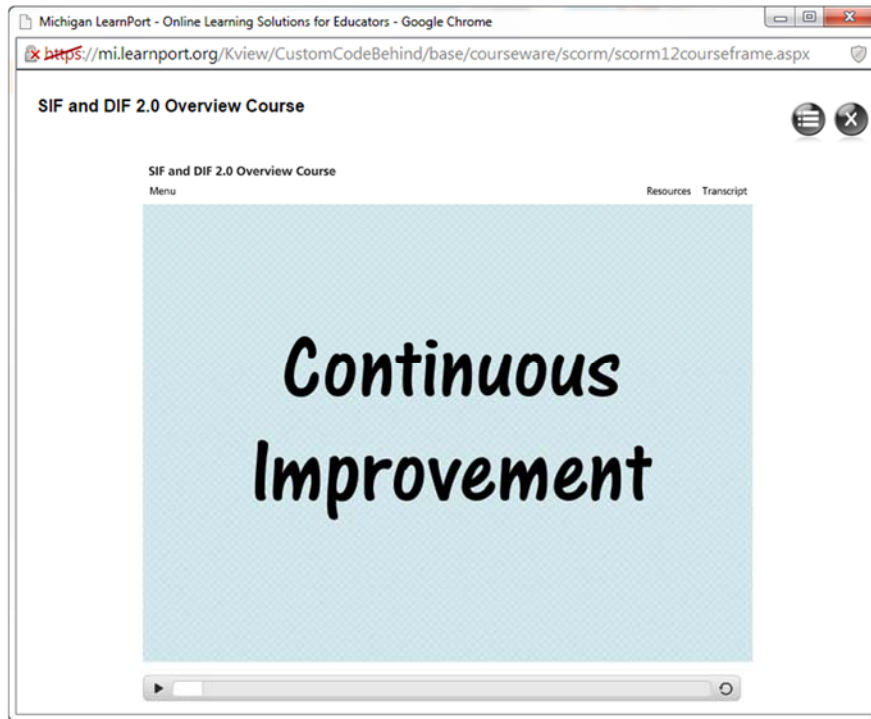 Michigan LearnPort - Online Learning Solutions for Educators - Google Chrome
https://mi.learnport.org/Kview/CustomCodeBehind/base/courseware/scorm/scorm12courseframe.aspx
SIF and DIF 2.0 Overview Course
SIF and DIF 2.0 Overview Course
Menu Resources Transcript
Continuous
Improvement